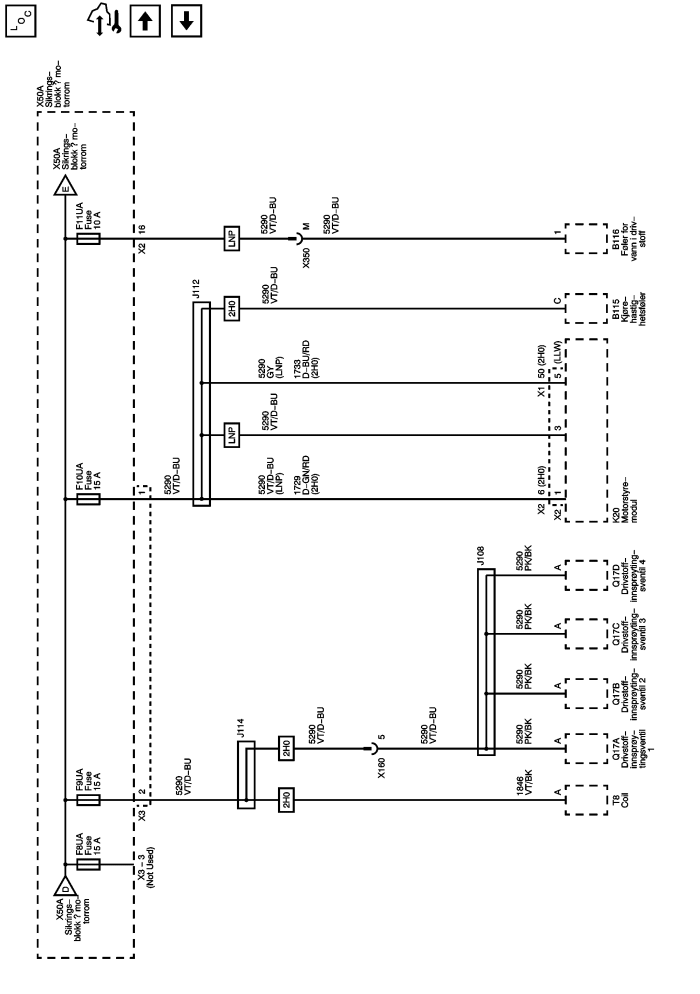 L
O
C
X50A
Sikrings–
blokk ? mo–
torrom
X50A
Sikrings–
blokk ? mo–
torrom
D
F8UA
Fuse
15 A
F9UA
Fuse
15 A
F10UA
Fuse
15 A
F11UA
Fuse
10 A
E
X50A
Sikrings–
blokk ? mo–
torrom
X3 – 3
(Not Used)
X3
2
1
X2
16
5290
VT/D–BU
5290
VT/D–BU
J114
J112
2H0
2H0
LNP
2H0
LNP
5290
VT/D–BU
5290
VT/D–BU
(LNP)
1729
D–GN/RD
(2H0)
5290
VT/D–BU
5290
GY
(LNP)
1733
D–BU/RD
(2H0)
5290
VT/D–BU
5290
VT/D–BU
X350
M
5290
VT/D–BU
X160
5
5290
VT/D–BU
J108
1846
VT/BK
5290
PK/BK
5290
PK/BK
5290
PK/BK
5290
PK/BK
A
A
A
A
A
X2
6 (2H0)
X2
1
3
X1
50 (2H0)
5
(LLW)
C
1
T8
Coil
Q17A
Drivstoff–
innsprøy–
tingsventil
1
Q17B
Drivstoff–
innsprøyting–
sventil 2
Q17C
Drivstoff–
innsprøyting–
sventil 3
Q17D
Drivstoff–
innsprøyting–
sventil 4
K20
Motorstyre–
modul
B115
Kjøre–
hastig–
hetsføler
B116
Føler for
vann i driv–
stoff